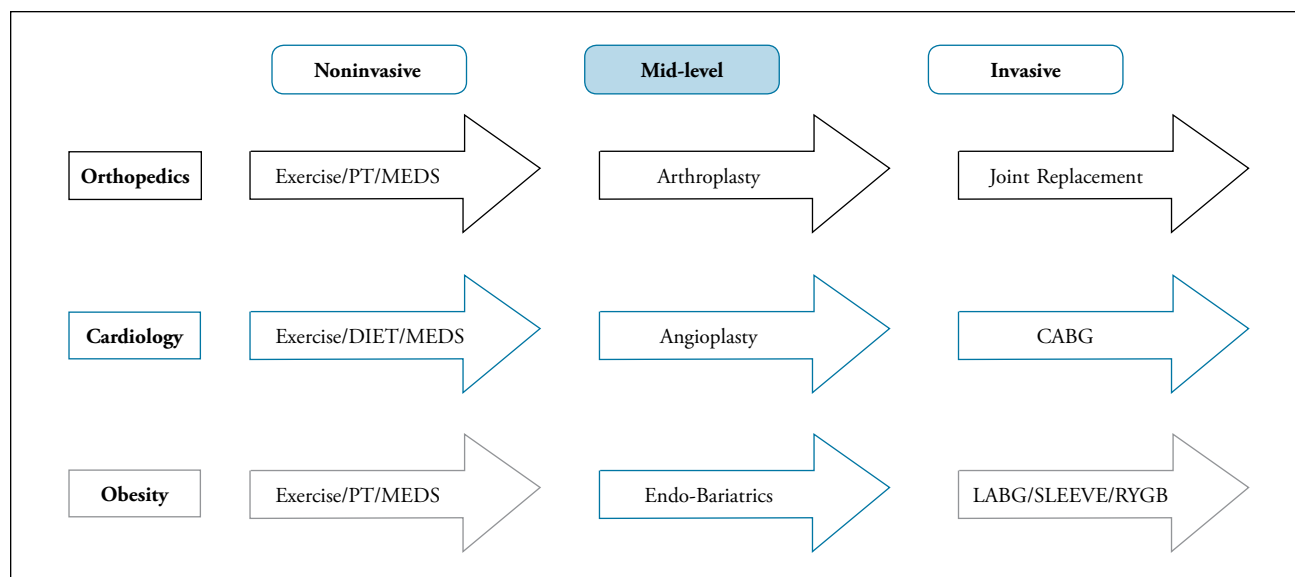 Noninvasive Mid-level Invasive
Orthopedics Exercise/PT/MEDS Arthroplasty Joint Replacement
Cardiology Exercise/DIET/MEDS Angioplasty CABG
Obesity Exercise/PT/MEDS Endo-Bariatrics LABG/SLEEVE/RYGB